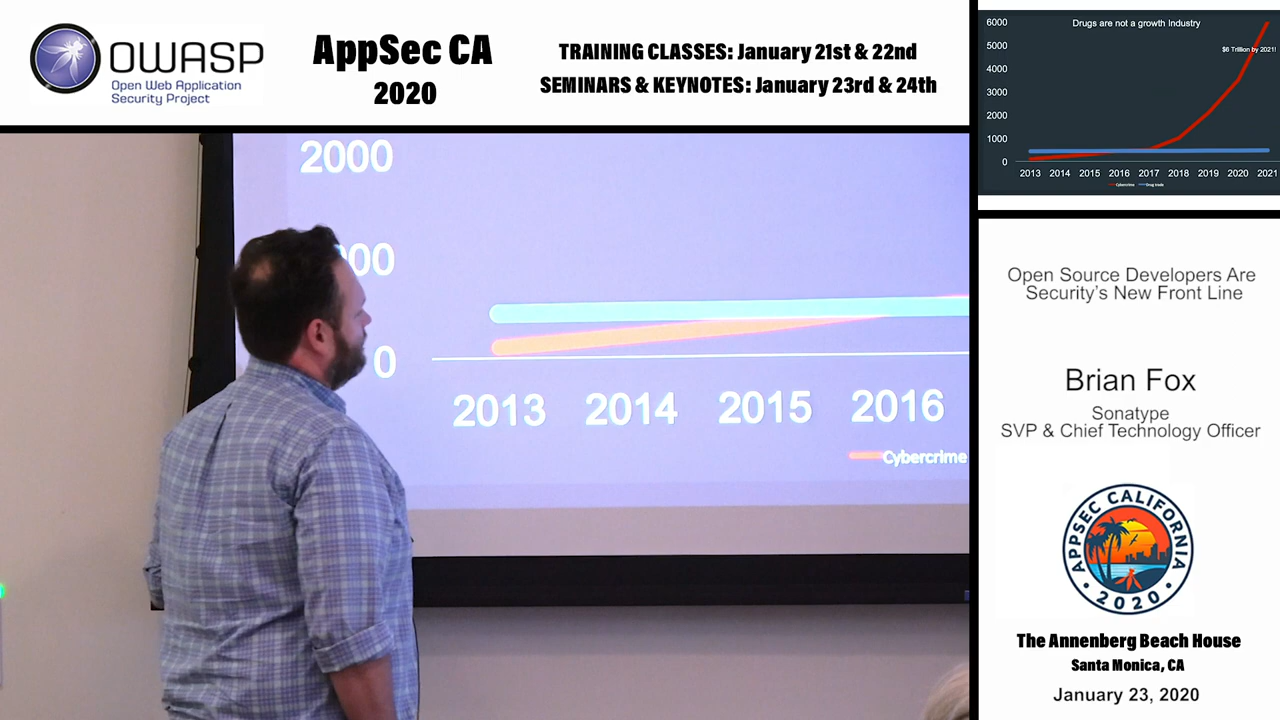 OWASP
Open Web Application
Security Project
AppSec CA
2020
TRAINING CLASSES: January 21st & 22nd
SEMINARS & KEYNOTES: January 23rd & 24th
2000
00
0
2013 2014 2015 2016
Cybercrime
Drugs are not a growth Industry
$6 Trillion by 2021!
6000
5000
4000
3000
2000
1000
0
2013 2014 2015 2016 2017 2018 2019 2020 2021
Cybercrime Drug trade
Open Source Developers Are
Security's New Front Line
Brian Fox
Sonatype
SVP & Chief Technology Officer
APPSEC CALIFORNIA
2020
The Annenberg Beach House
Santa Monica, CA
January 23, 2020